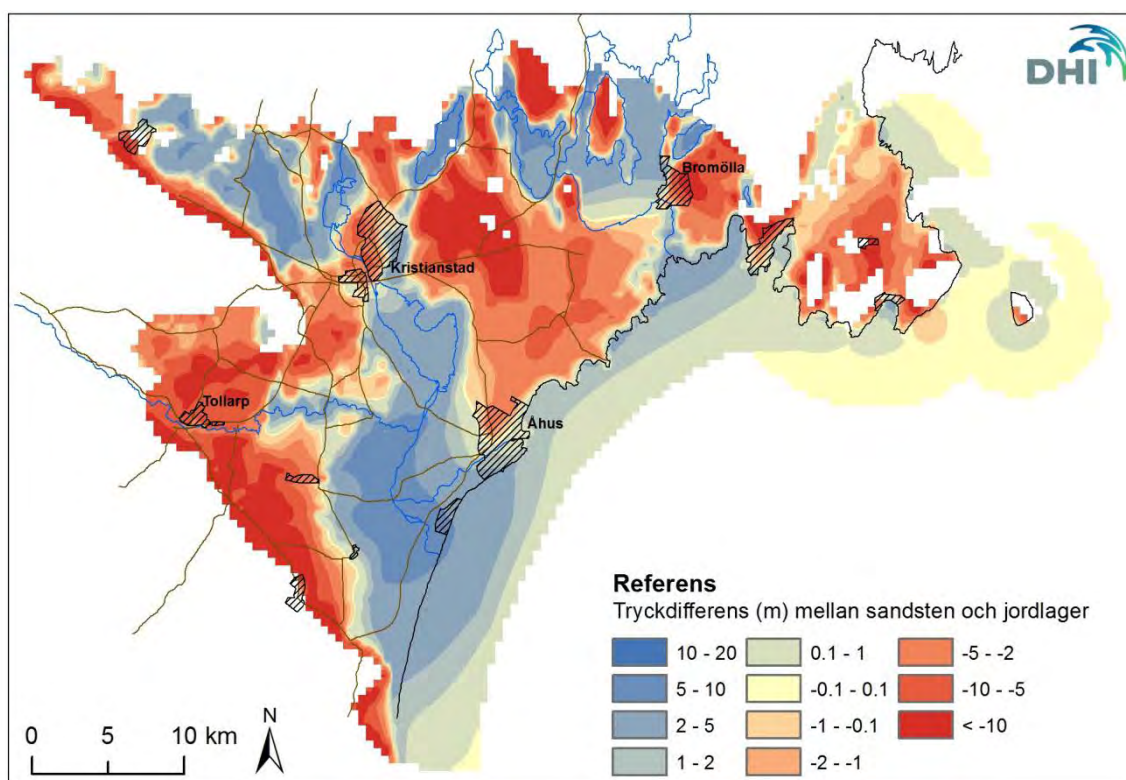 DHI
Bromölla
Kristianstad
Tollarp
Åhus
Referens
Tryckdifferens (m) mellan sandsten och jordlager
10 - 20
5 - 10
2 - 5
1 - 2
0.1 - 1
-0.1 - 0.1
-1 - -0.1
-2 - -1
-5 - -2
-10 - -5
< -10
N
0 5 10 km